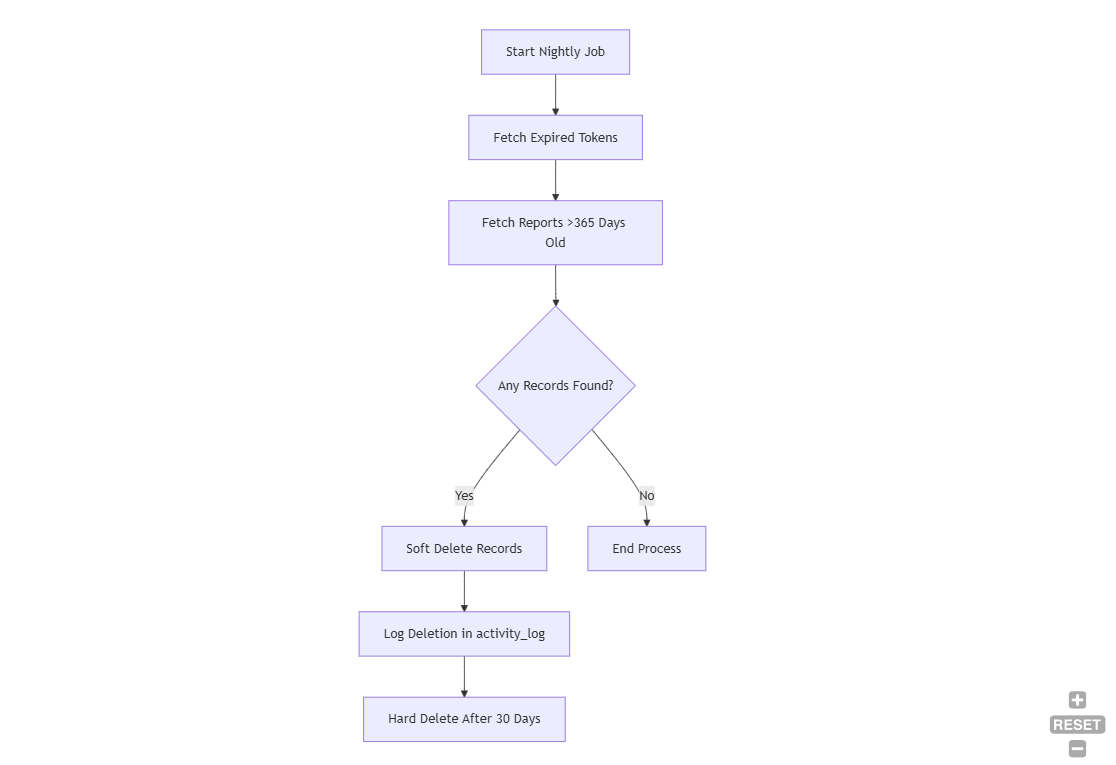 Start Nightly Job
Fetch Expired Tokens
Fetch Reports >365 Days
Old
Any Records Found?
Yes
No
Soft Delete Records
End Process
Log Deletion in activity_log
Hard Delete After 30 Days
RESET